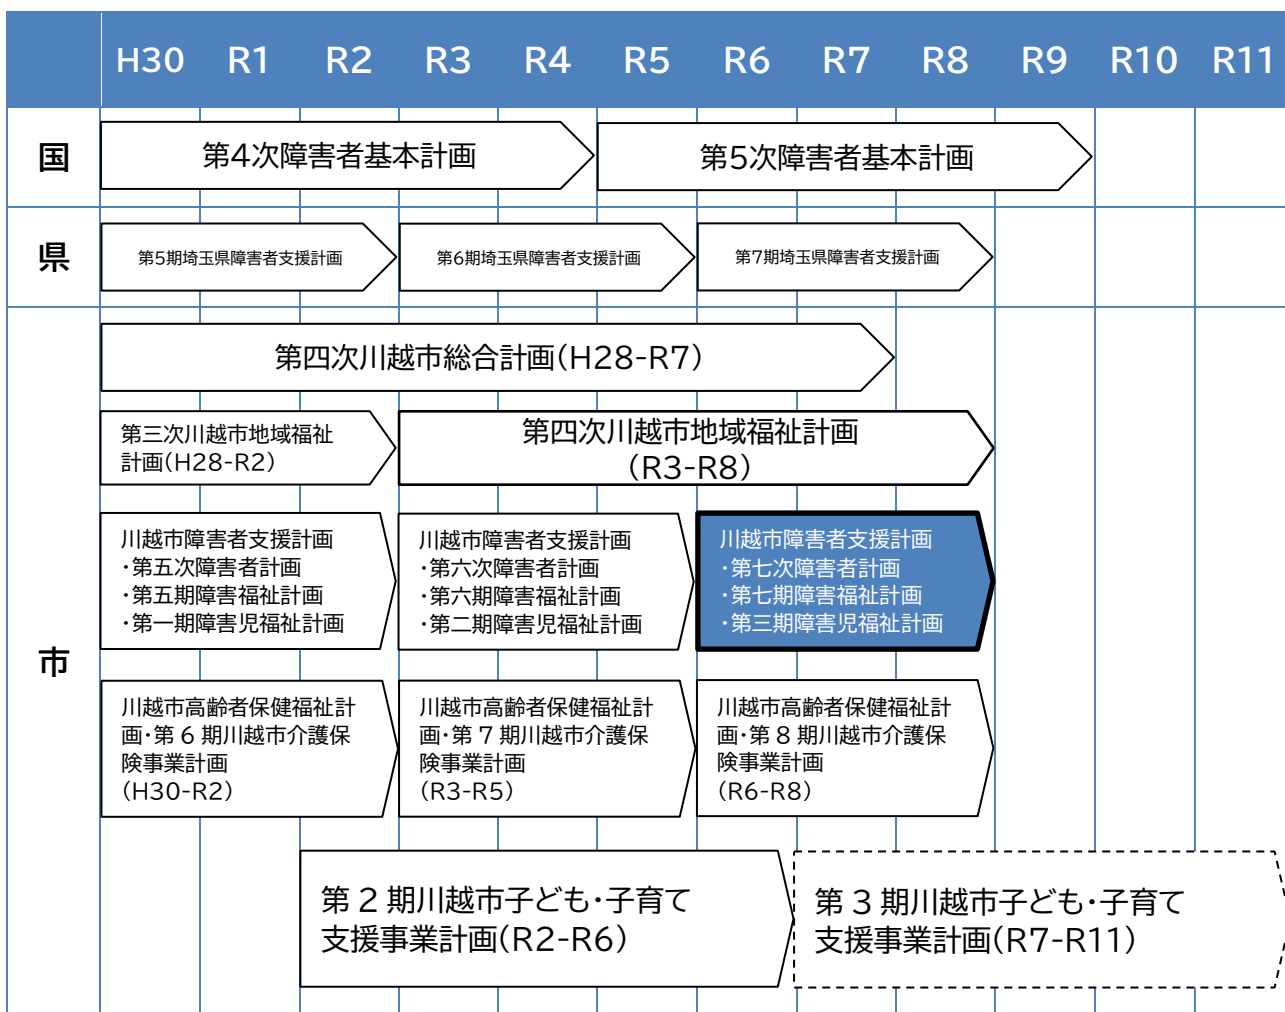 H30 R1 R2 R3 R4 R5 R6 R7 R8 R9 R10 R11
国
第4次障害者基本計画
第5次障害者基本計画
県
第5期埼玉県障害者支援計画
第6期埼玉県障害者支援計画
第7期埼玉県障害者支援計画
市
第四次川越市総合計画(H28-R7)
第三次川越市地域福祉
計画(H28-R2)
第四次川越市地域福祉計画
(R3-R8)
川越市障害者支援計画
・第五次障害者計画
・第五期障害福祉計画
・第一期障害児福祉計画
川越市障害者支援計画
・第六次障害者計画
・第六期障害福祉計画
・第二期障害児福祉計画
川越市障害者支援計画
・第七次障害者計画
・第七期障害福祉計画
・第三期障害児福祉計画
川越市高齢者保健福祉計
画・第 6 期川越市介護保
険事業計画
(H30-R2)
川越市高齢者保健福祉計
画・第 7 期川越市介護保
険事業計画
(R3-R5)
川越市高齢者保健福祉計
画・第 8 期川越市介護保
険事業計画
(R6-R8)
第 2 期川越市子ども・子育て
支援事業計画(R2-R6)
第 3 期川越市子ども・子育て
支援事業計画(R7-R11)